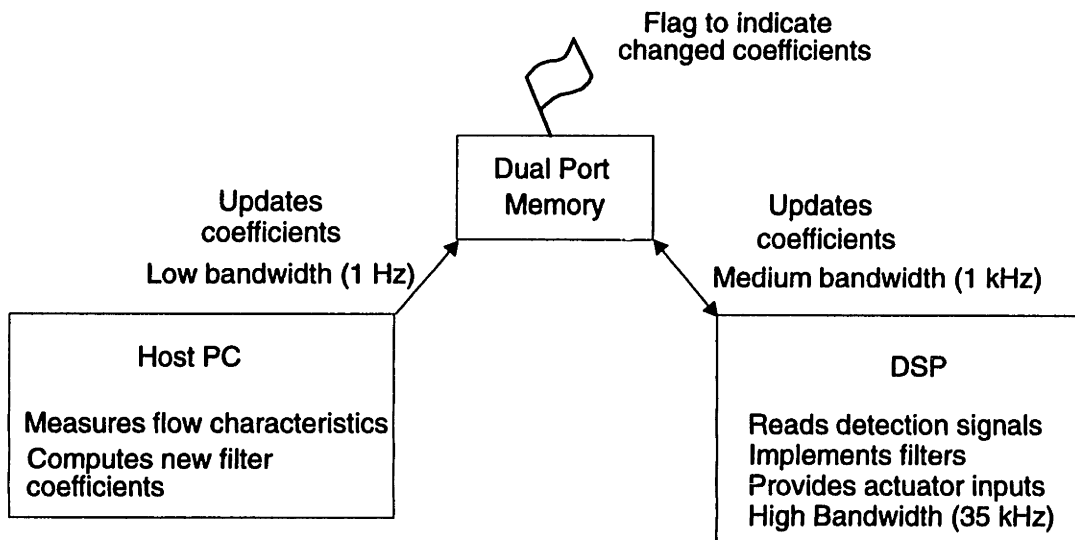 Flag to indicate
changed coefficients
Dual Port
Memory
Updates
coefficients
Low bandwidth (1 Hz)
Updates
coefficients
Medium bandwidth (1 kHz)
Host PC
Measures flow characteristics
Computes new filter
coefficients
DSP
Reads detection signals
Implements filters
Provides actuator inputs
High Bandwidth (35 kHz)